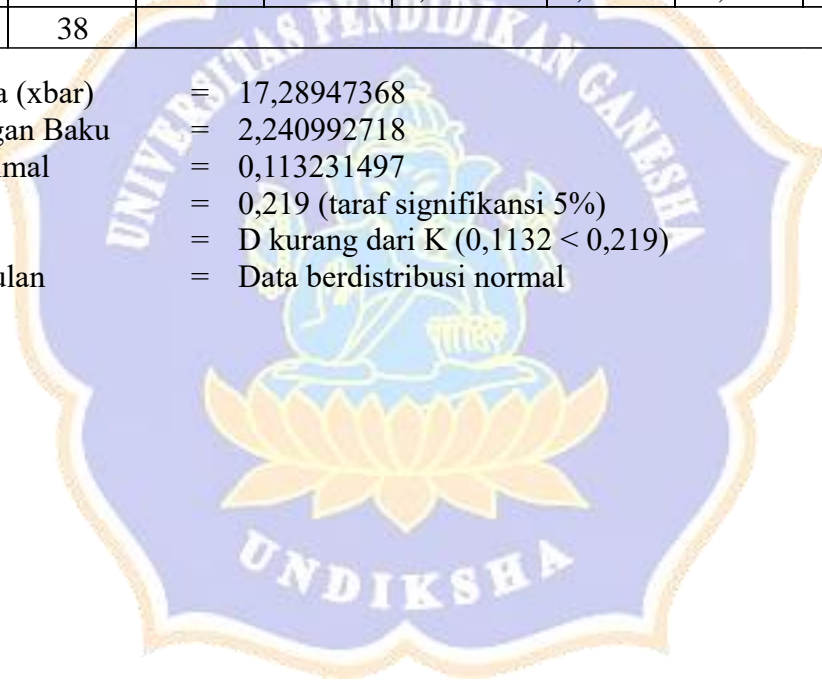 38
a (xbar) = 17,28947368
gan Baku = 2,240992718
imal = 0,113231497
= 0,219 (taraf signifikansi 5%)
= D kurang dari K (0,1132 < 0,219)
ulan = Data berdistribusi normal
UNIVERSITAS PENDIDIKAN GANESHA
UNDIKSHA